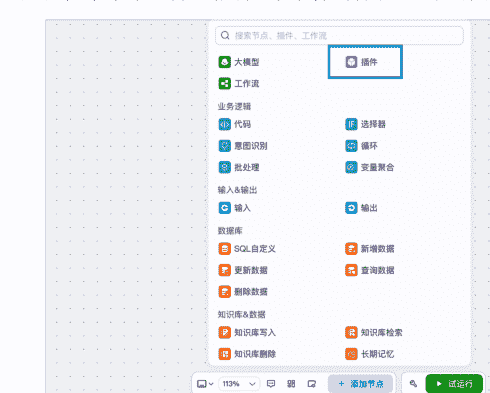 搜索节点、插件、工作流
大模型 插件
工作流
业务逻辑
代码 IF 选择器
意图识别 循环
批处理 变量聚合
输入&输出
输入 输出
数据库
SQL自定义 新增数据
更新数据 查询数据
删除数据
知识库&数据
知识库写入 知识库检索
知识库删除 长期记忆
113% + 添加节点 试运行